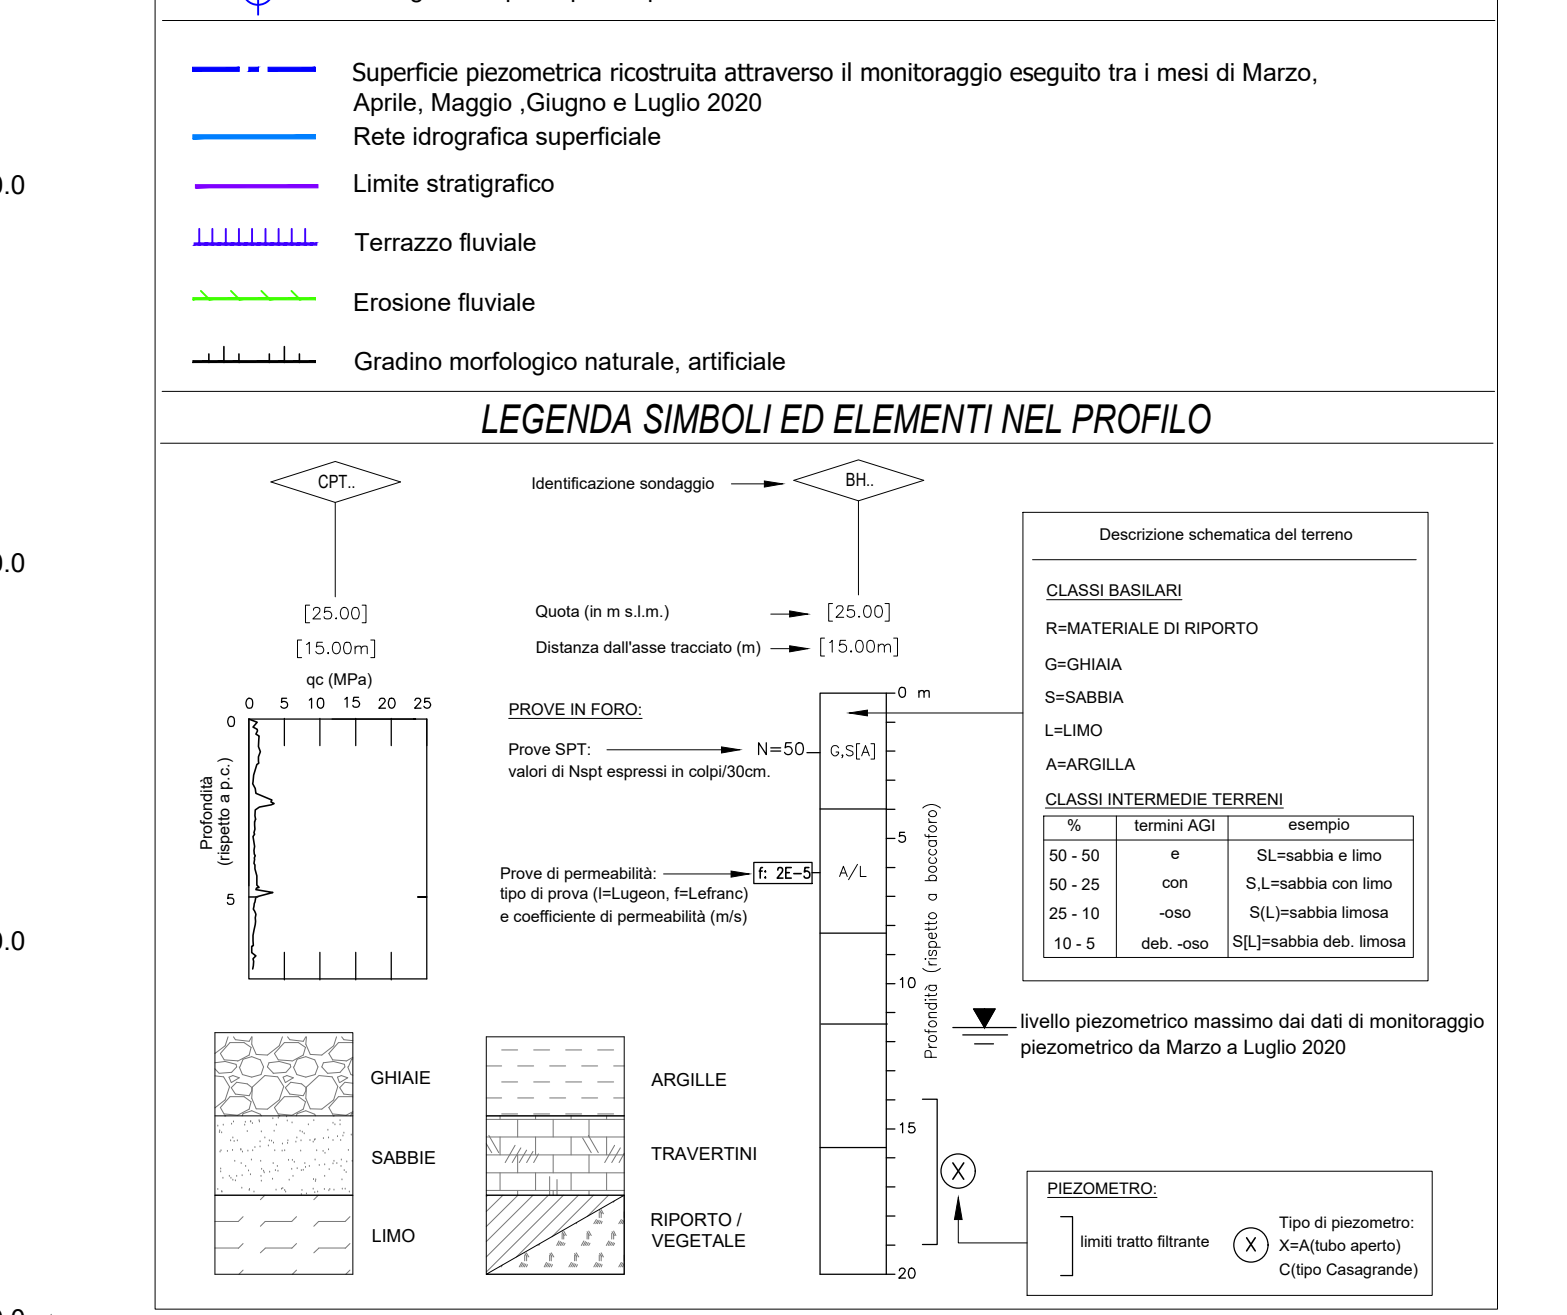 Superficie piezometrica ricostruita attraverso il monitoraggio eseguito tra i mesi di Marzo,
Aprile, Maggio ,Giugno e Luglio 2020
Rete idrografica superficiale
Limite stratigrafico
Terrazzo fluviale
Erosione fluviale
Gradino morfologico naturale, artificiale
LEGENDA SIMBOLI ED ELEMENTI NEL PROFILO
CPT..
[25.00]
[15.00m]
qc (MPa)
0 5 10 15 20 25
0
5
Profondità
(rispetto a p.c.)
Identificazione sondaggio
BH..
Quota (in m s.l.m.)
[25.00]
Distanza dall'asse tracciato (m)
[15.00m]
PROVE IN FORO:
Prove SPT:
N=50
valori di Nspt espressi in colpi/30cm.
Prove di permeabilità:
f: 2E-5
tipo di prova (l=Lugeon, f=Lefranc)
e coefficiente di permeabilità (m/s)
G,S[A]
A/L
0 m
5
10
15
20
Profondità (rispetto a boccaforo)
Descrizione schematica del terreno
CLASSI BASILARI
R=MATERIALE DI RIPORTO
G=GHIAIA
S=SABBIA
L=LIMO
A=ARGILLA
CLASSI INTERMEDIE TERRENI
% termini AGI esempio
50 - 50 e SL=sabbia e limo
50 - 25 con S,L=sabbia con limo
25 - 10 -oso S(L)=sabbia limosa
10 - 5 deb. -oso S[L]=sabbia deb. limosa
livello piezometrico massimo dai dati di monitoraggio
piezometrico da Marzo a Luglio 2020
GHIAIE
SABBIE
LIMO
ARGILLE
TRAVERTINI
RIPORTO /
VEGETALE
X
PIEZOMETRO:
limiti tratto filtrante
X
Tipo di piezometro:
X=A(tubo aperto)
C(tipo Casagrande)